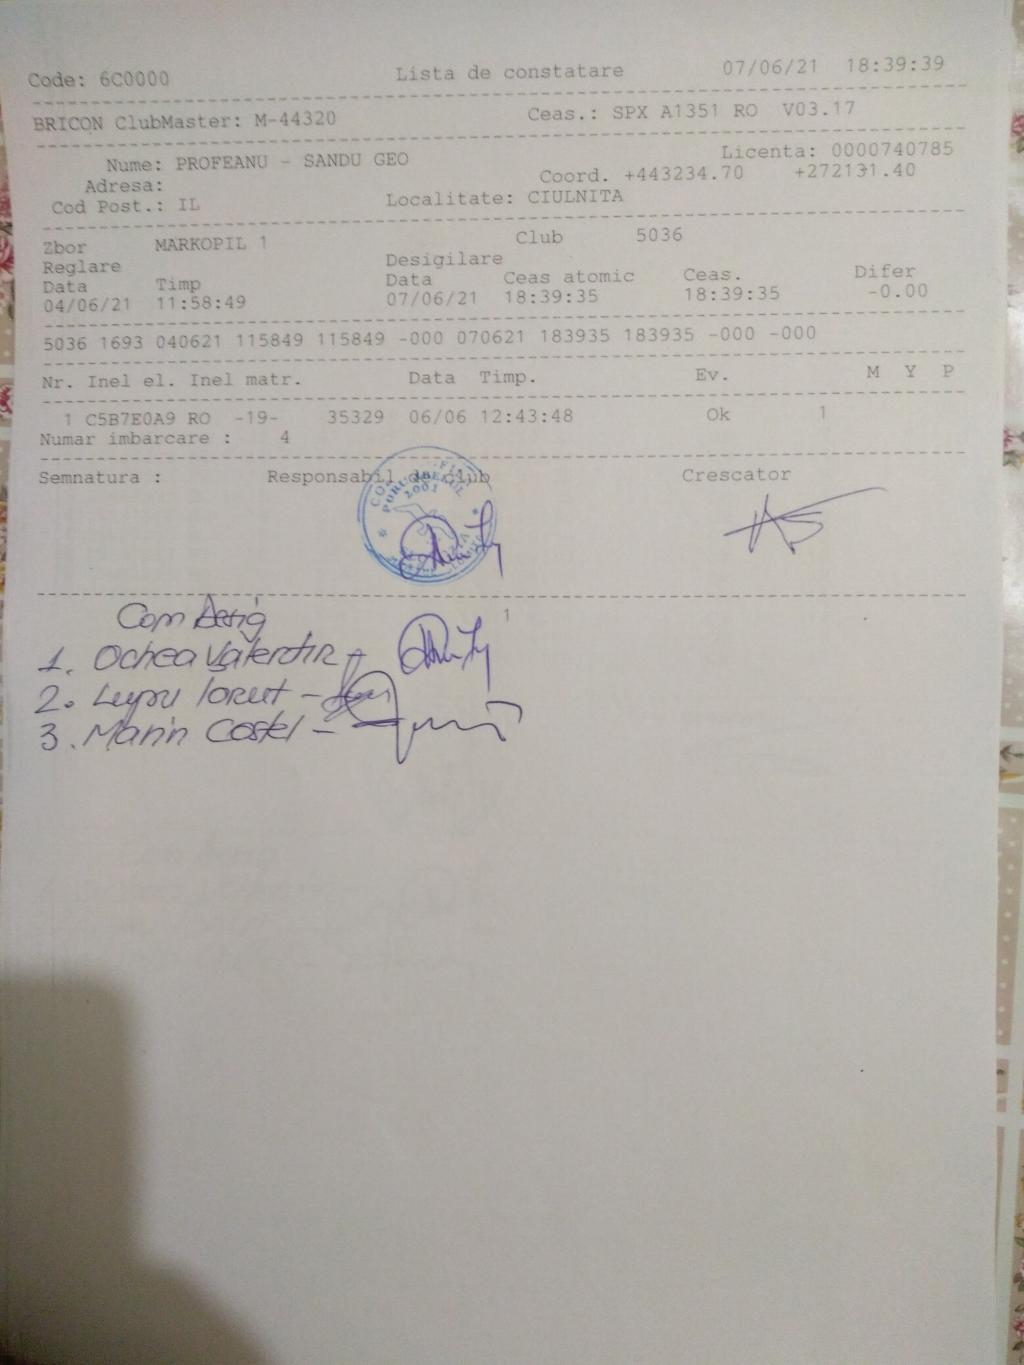 Code: 6C0000 Lista de constatare 07/06/21 18:39:39
BRICON ClubMaster: M-44320 Ceas.: SPX A1351 RO V03.17
Nume: PROFEANU - SANDU GEO Licenta: 0000740785
Adresa: Coord. +443234.70 +272131.40
Cod Post.: IL Localitate: CIULNITA
Zbor MARKOPIL 1 Club 5036
Reglare Desigilare
Data Timp Data Ceas atomic Ceas. Difer
04/06/21 11:58:49 07/06/21 18:39:35 18:39:35 -0.00
5036 1693 040621 115849 115849 -000 070621 183935 183935 -000 -000
Nr. Inel el. Inel matr. Data Timp. Ev. M Y P
1 C5B7E0A9 RO -19- 35329 06/06 12:43:48 Ok 1
Numar imbarcare : 4
Semnatura : Responsabil de club Crescator
2001
1
Com Desig
1. Ochea Valentin -
2. Lupu Ionut -
3. Marin Costel -